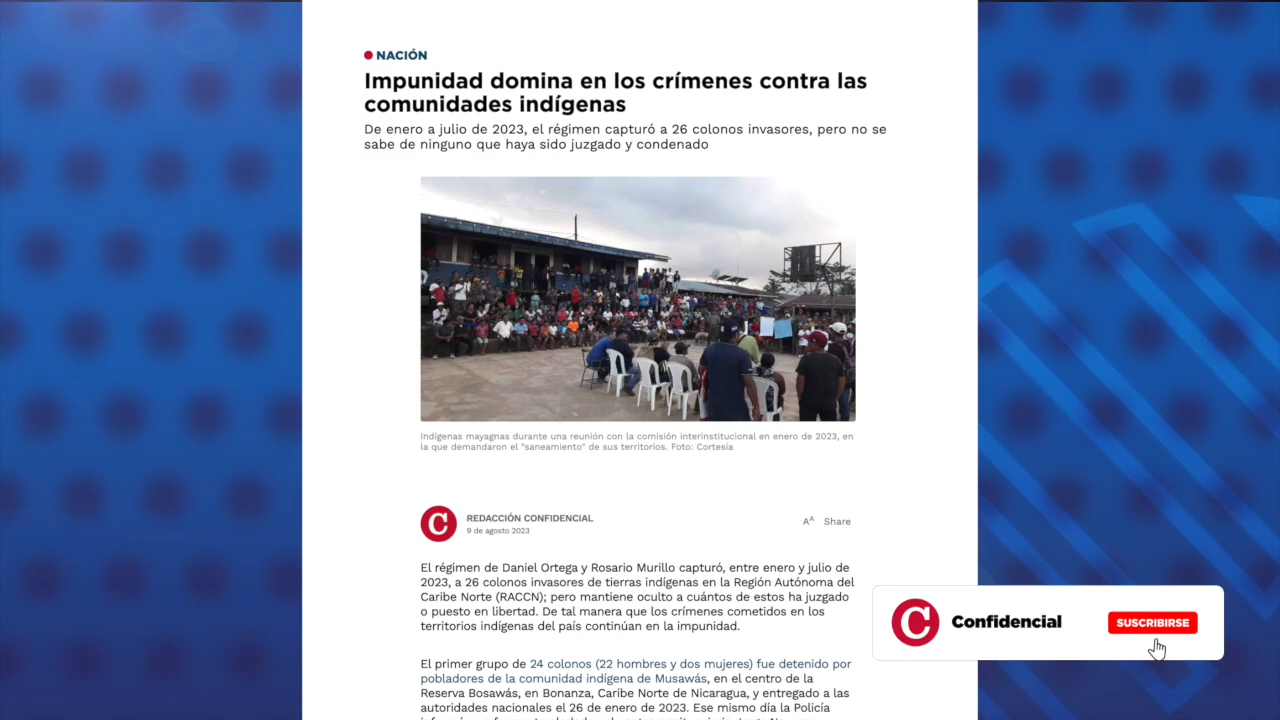 NACIÓN
Impunidad domina en los crímenes contra las
comunidades indígenas
De enero a julio de 2023, el régimen capturó a 26 colonos invasores, pero no se
sabe de ninguno que haya sido juzgado y condenado
Indígenas mayagnas durante una reunión con la comisión interinstitucional en enero de 2023, en
la que demandaron el "saneamiento" de sus territorios. Foto: Cortesía
C
REDACCIÓN CONFIDENCIAL
9 de agosto 2023
AA Share
El régimen de Daniel Ortega y Rosario Murillo capturó, entre enero y julio de
2023, a 26 colonos invasores de tierras indígenas en la Región Autónoma del
Caribe Norte (RACCN); pero mantiene oculto a cuántos de estos ha juzgado
o puesto en libertad. De tal manera que los crímenes cometidos en los
territorios indígenas del país continúan en la impunidad.
El primer grupo de 24 colonos (22 hombres y dos mujeres) fue detenido por
pobladores de la comunidad indígena de Musawás, en el centro de la
Reserva Bosawás, en Bonanza, Caribe Norte de Nicaragua, y entregado a las
autoridades nacionales el 26 de enero de 2023. Ese mismo día la Policía
C Confidencial
SUSCRIBIRSE